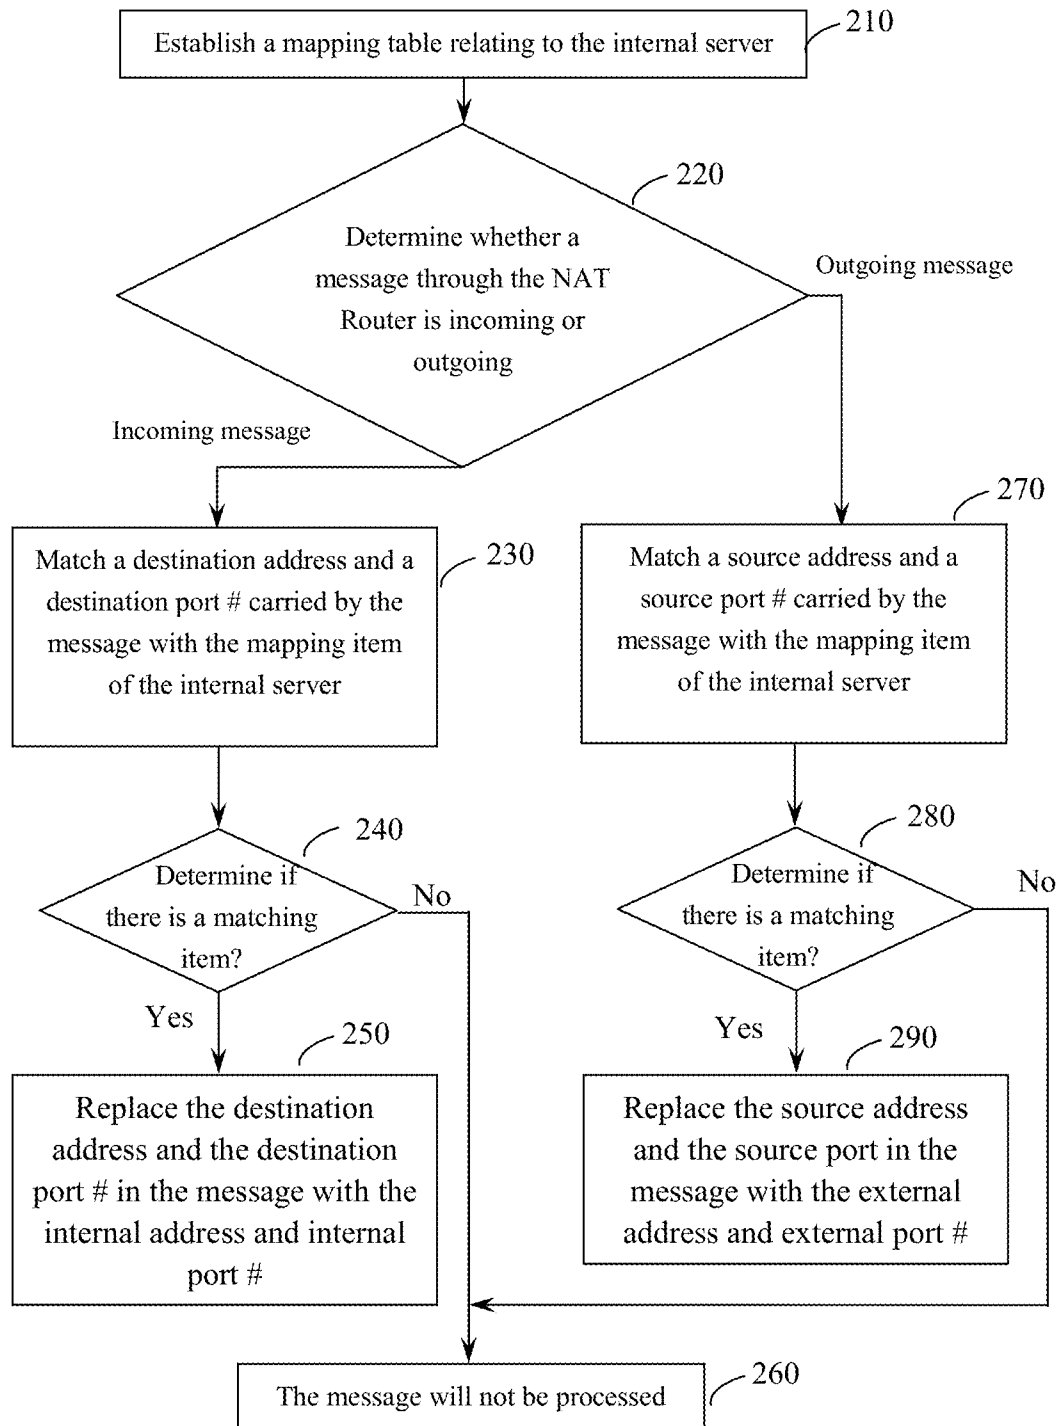 210
Establish a mapping table relating to the internal server
220
Determine whether a
message through the NAT
Router is incoming or
outgoing
Outgoing message
Incoming message
230
Match a destination address and a
destination port # carried by the
message with the mapping item
of the internal server
270
Match a source address and a
source port # carried by the
message with the mapping item
of the internal server
240
Determine if
there is a matching
item?
No
Yes
280
Determine if
there is a matching
item?
No
Yes
250
Replace the destination
address and the destination
port # in the message with the
internal address and internal
port #
290
Replace the source address
and the source port in the
message with the external
address and external port #
260
The message will not be processed